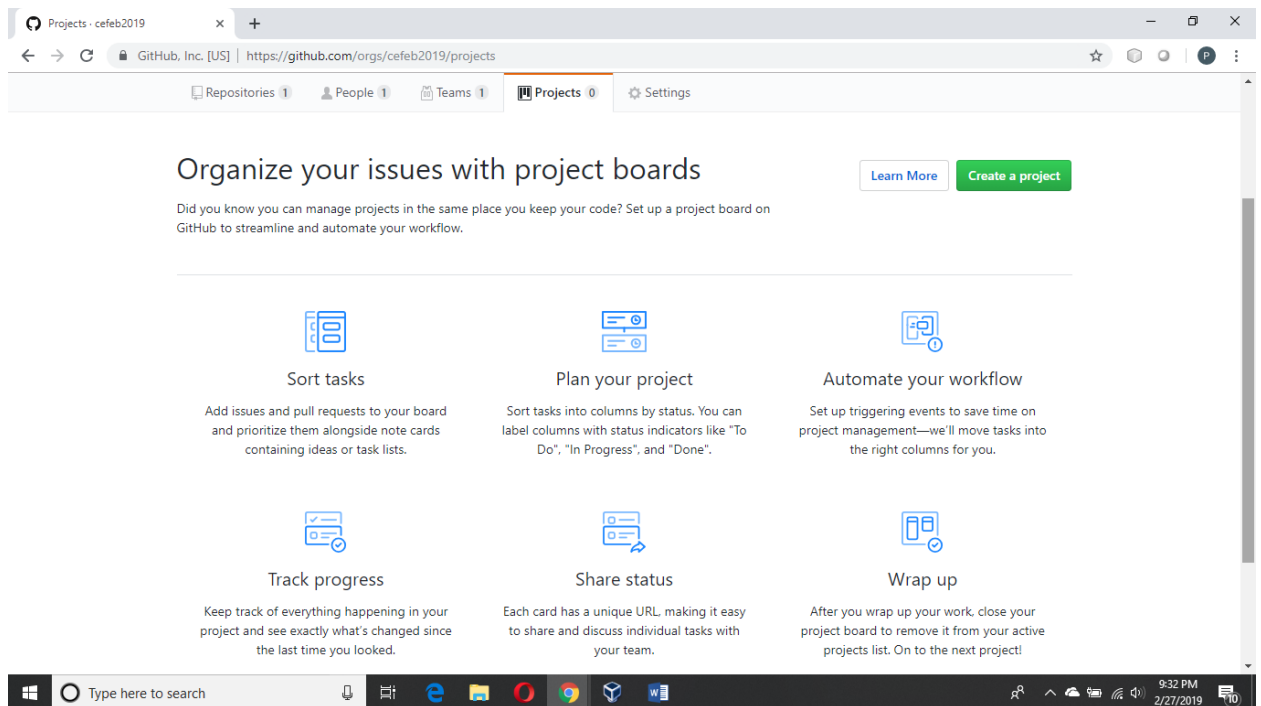 Projects · cefeb2019
GitHub, Inc. [US] | https://github.com/orgs/cefeb2019/projects
P
Repositories 1 People 1 Teams 1 Projects 0 Settings
Organize your issues with project boards
Learn More Create a project
Did you know you can manage projects in the same place you keep your code? Set up a project board on
GitHub to streamline and automate your workflow.
Sort tasks
Add issues and pull requests to your board
and prioritize them alongside note cards
containing ideas or task lists.
Plan your project
Sort tasks into columns by status. You can
label columns with status indicators like "To
Do", "In Progress", and "Done".
Automate your workflow
Set up triggering events to save time on
project management—we'll move tasks into
the right columns for you.
Track progress
Keep track of everything happening in your
project and see exactly what's changed since
the last time you looked.
Share status
Each card has a unique URL, making it easy
to share and discuss individual tasks with
your team.
Wrap up
After you wrap up your work, close your
project board to remove it from your active
projects list. On to the next project!
Type here to search
9:32 PM
2/27/2019
10